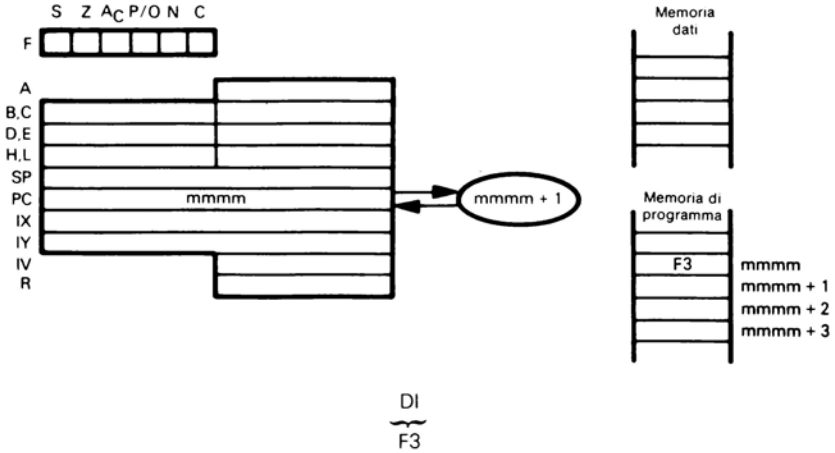 S Z AC P/O N C
F
A
B,C
D,E
H,L
SP
PC mmmm mmmm + 1
IX
IY
IV
R
Memoria
dati
Memoria di
programma
F3 mmmm
mmmm + 1
mmmm + 2
mmmm + 3
DI
F3